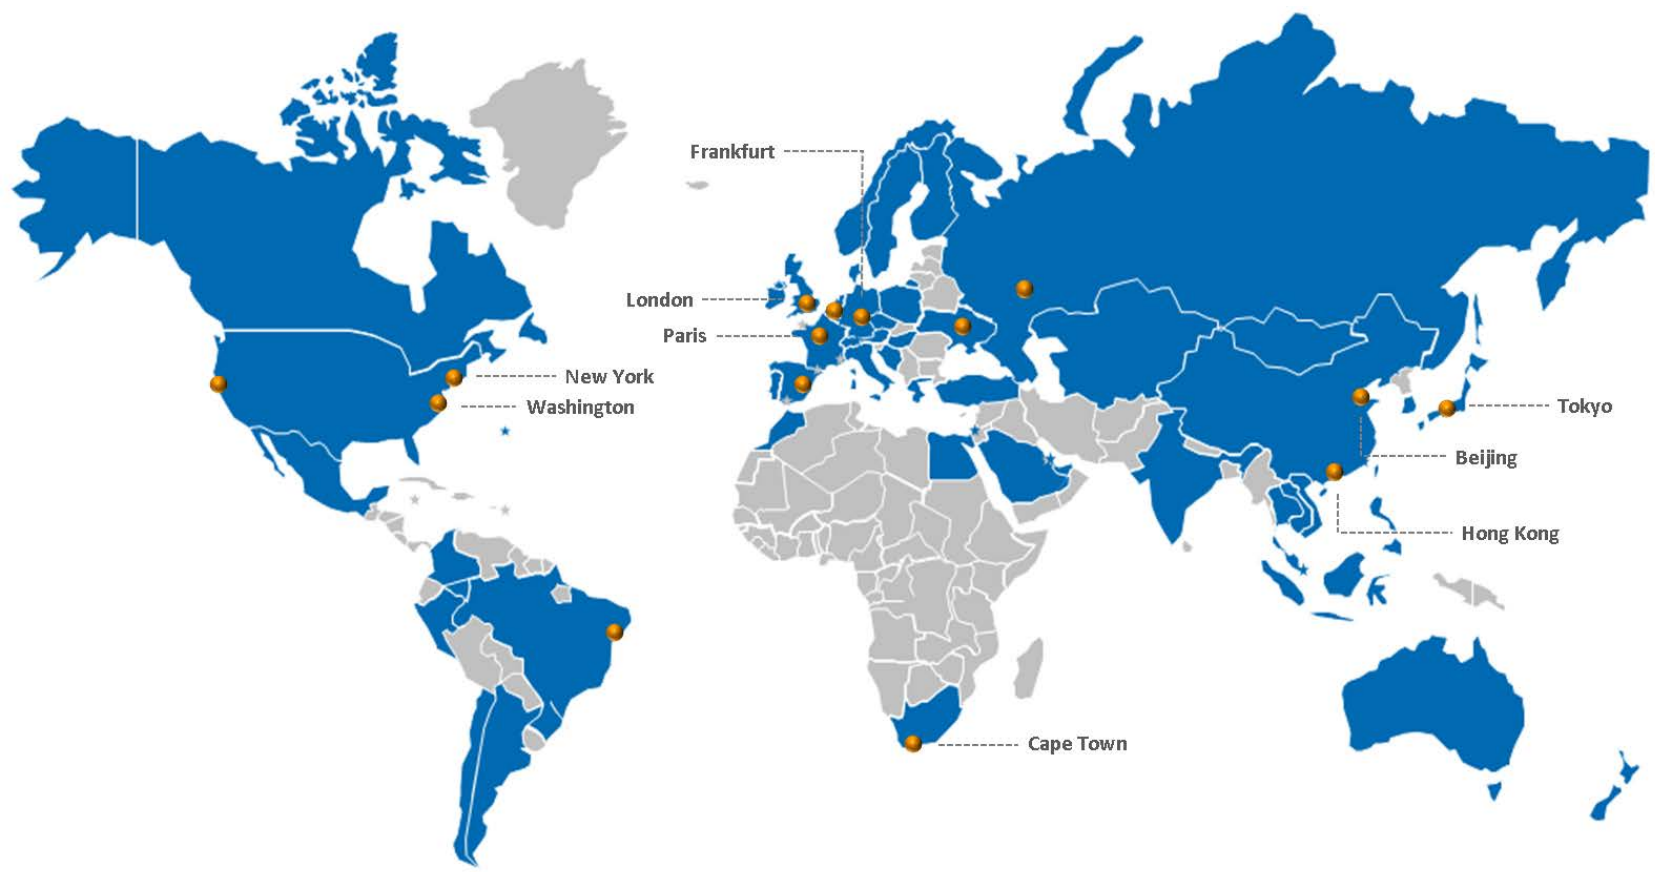 Frankfurt
London
Paris
New York
Washington
Tokyo
Beijing
Hong Kong
Cape Town